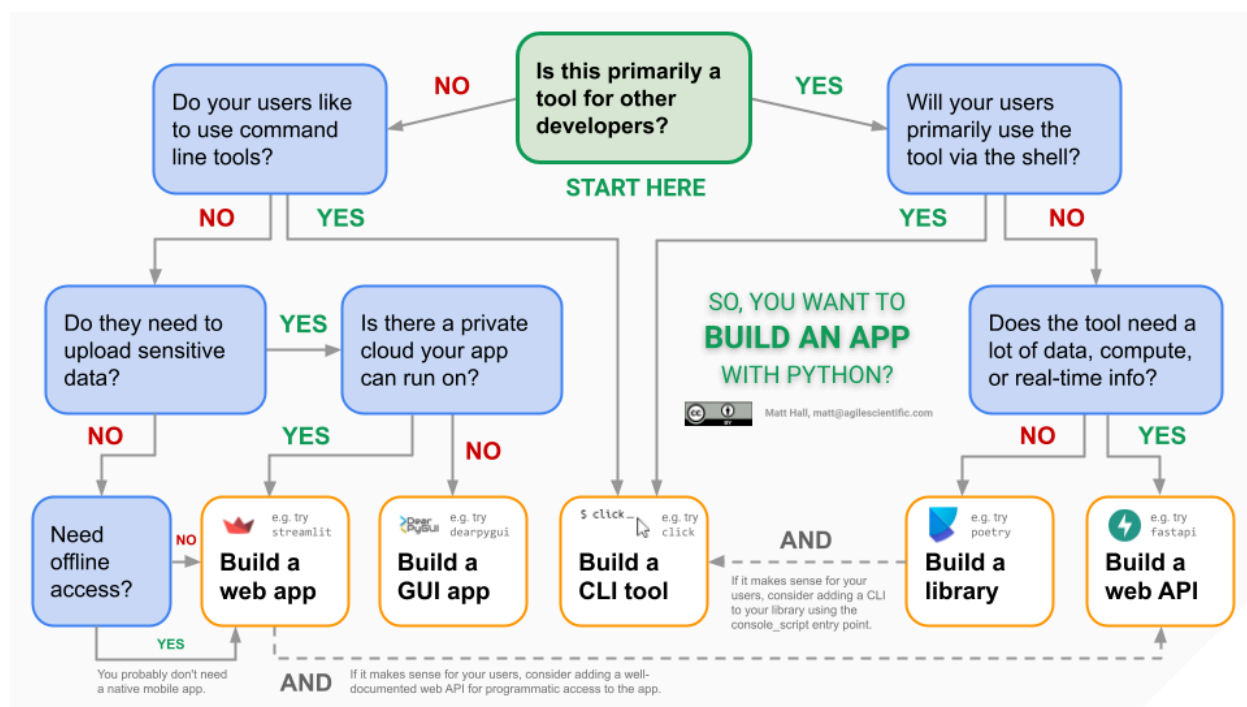 Is this primarily a
tool for other
developers?
START HERE
NO
YES
Do your users like
to use command
line tools?
Will your users
primarily use the
tool via the shell?
NO
YES
YES
NO
Do they need to
upload sensitive
data?
YES
Is there a private
cloud your app
can run on?
SO, YOU WANT TO
BUILD AN APP
WITH PYTHON?
cc
BY
Matt Hall, matt@agilescientific.com
Does the tool need a
lot of data, compute,
or real-time info?
NO
YES
NO
NO
YES
Need
offline
access?
NO
e.g. try
streamlit
Build a
web app
Dear
PyGUI
e.g. try
dearpygui
Build a
GUI app
$ click_
e.g. try
click
Build a
CLI tool
AND
If it makes sense for your
users, consider adding a CLI
to your library using the
console_script entry point.
e.g. try
poetry
Build a
library
e.g. try
fastapi
Build a
web API
YES
You probably don't need
a native mobile app.
AND
If it makes sense for your users, consider adding a well-
documented web API for programmatic access to the app.